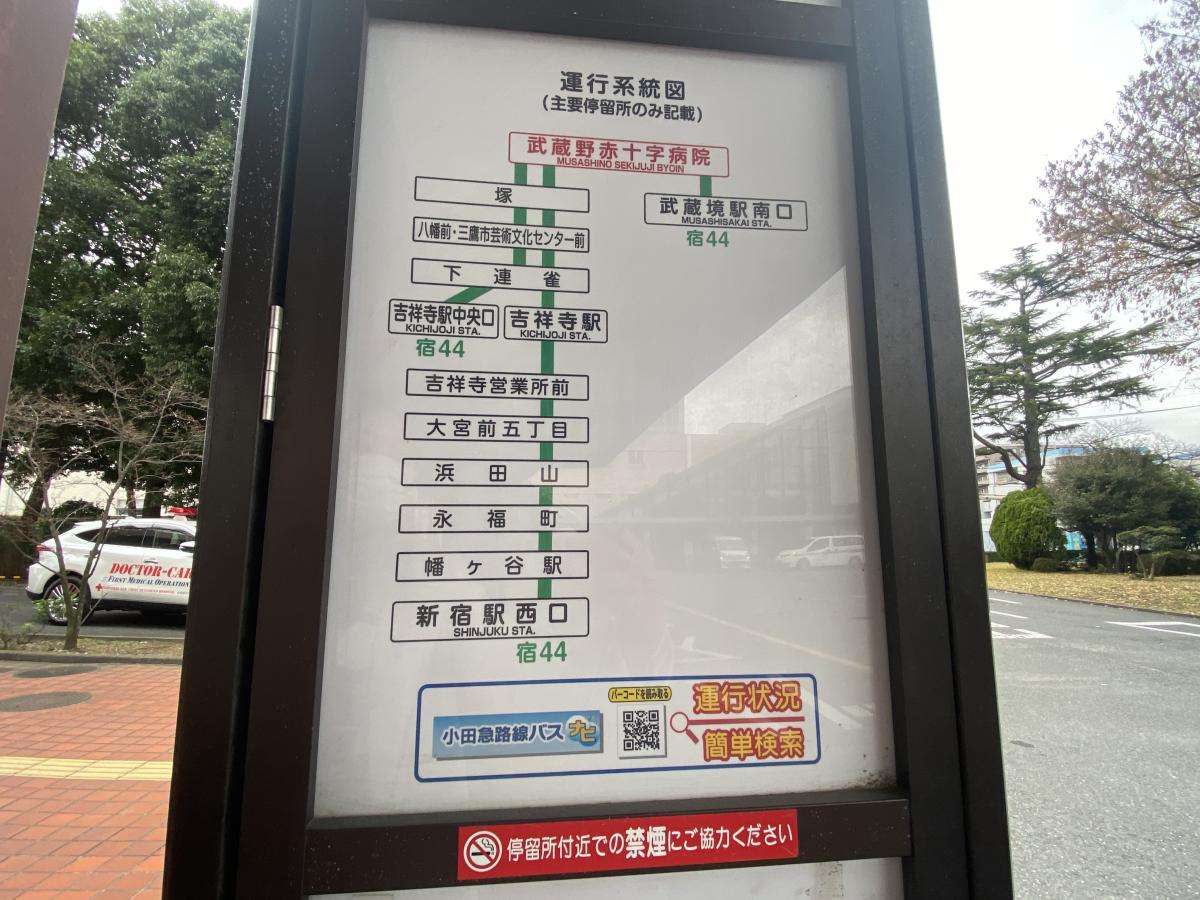 運行系統図
(主要停留所のみ記載)
武蔵野赤十字病院
MUSASHINO SEKIJUJI BYOIN
塚
武蔵境駅南口
MUSASHISAKAI STA.
宿44
八幡前・三鷹市芸術文化センター前
下連雀
吉祥寺駅中央口
KICHIJOJI STA.
宿44
吉祥寺駅
KICHIJOJI STA.
吉祥寺営業所前
大宮前五丁目
浜田山
永福町
幡ヶ谷駅
新宿駅西口
SHINJUKU STA.
宿44
小田急路線バスナビ
バーコードを読み取る
運行状況
簡単検索
停留所付近での禁煙にご協力ください
DOCTOR-CAR
FIRST MEDICAL OPERATION